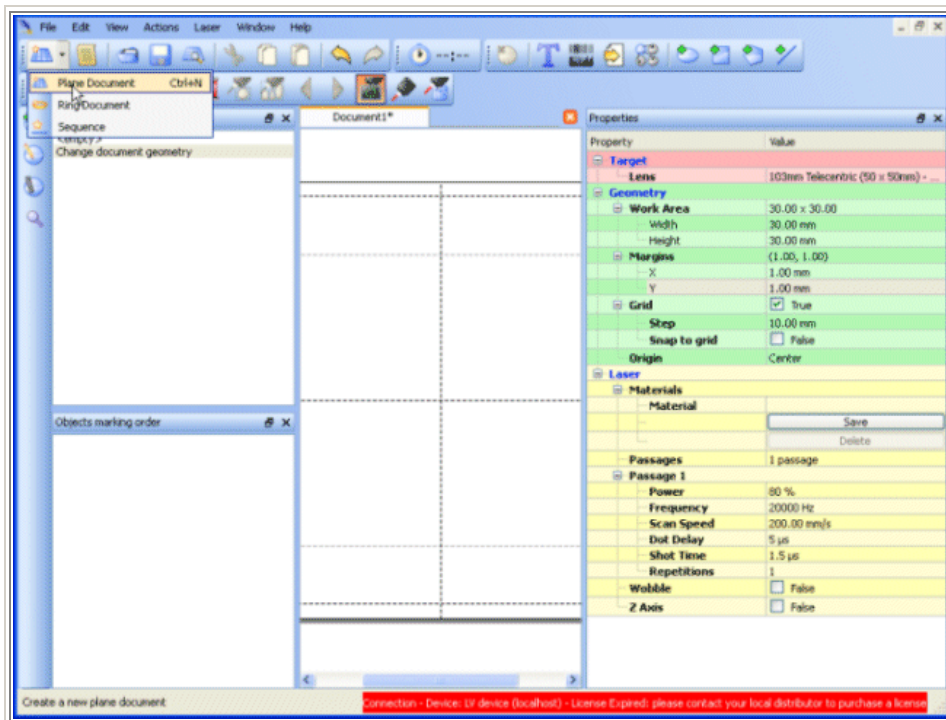 File Edit View Actions Laser Window Help
--:--
Plane Document Ctrl+N
Ring Document
Sequence
<empty>
Change document geometry
Objects marking order
Document1*
Properties
Property Value
Target
Lens 103mm Telecentric (50 x 50mm) - ...
Geometry
Work Area 30.00 x 30.00
Width 30.00 mm
Height 30.00 mm
Margins (1.00, 1.00)
X 1.00 mm
Y 1.00 mm
Grid True
Step 10.00 mm
Snap to grid False
Origin Center
Laser
Materials
Material
Save
Delete
Passages 1 passage
Passage 1
Power 80 %
Frequency 20000 Hz
Scan Speed 200.00 mm/s
Dot Delay 5 µs
Shot Time 1.5 µs
Repetitions 1
Wobble False
Z Axis False
Create a new plane document
Connection - Device: LV device (localhost) - License Expired: please contact your local distributor to purchase a license